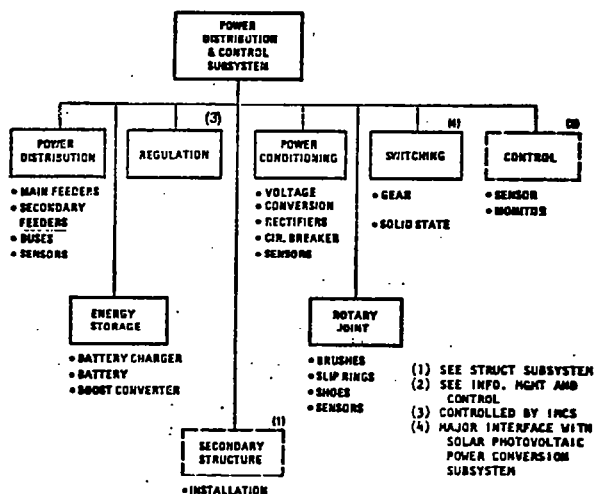 POWER
DISTRIBUTION
& CONTROL
SUBSYSTEM
POWER
DISTRIBUTION
• MAIN FEEDERS
• SECONDARY
FEEDERS
• BUSES
• SENSORS
(3)
REGULATION
POWER
CONDITIONING
• VOLTAGE
• CONVERSION
• RECTIFIERS
• CIR. BREAKER
• SENSORS
(4)
SWITCHING
• GEAR
• SOLID STATE
CONTROL
• SENSOR
• MONITOR
ENERGY
STORAGE
• BATTERY CHARGER
• BATTERY
• BOOST CONVERTER
ROTARY
JOINT
• BRUSHES
• SLIP RINGS
• SHOES
• SENSORS
(1)
SECONDARY
STRUCTURE
• INSTALLATION
(1) SEE STRUCT SUBSYSTEM
(2) SEE INFO. MGMT AND
CONTROL
(3) CONTROLLED BY IMCS
(4) MAJOR INTERFACE WITH
SOLAR PHOTOVOLTAIC
POWER CONVERSION
SUBSYSTEM